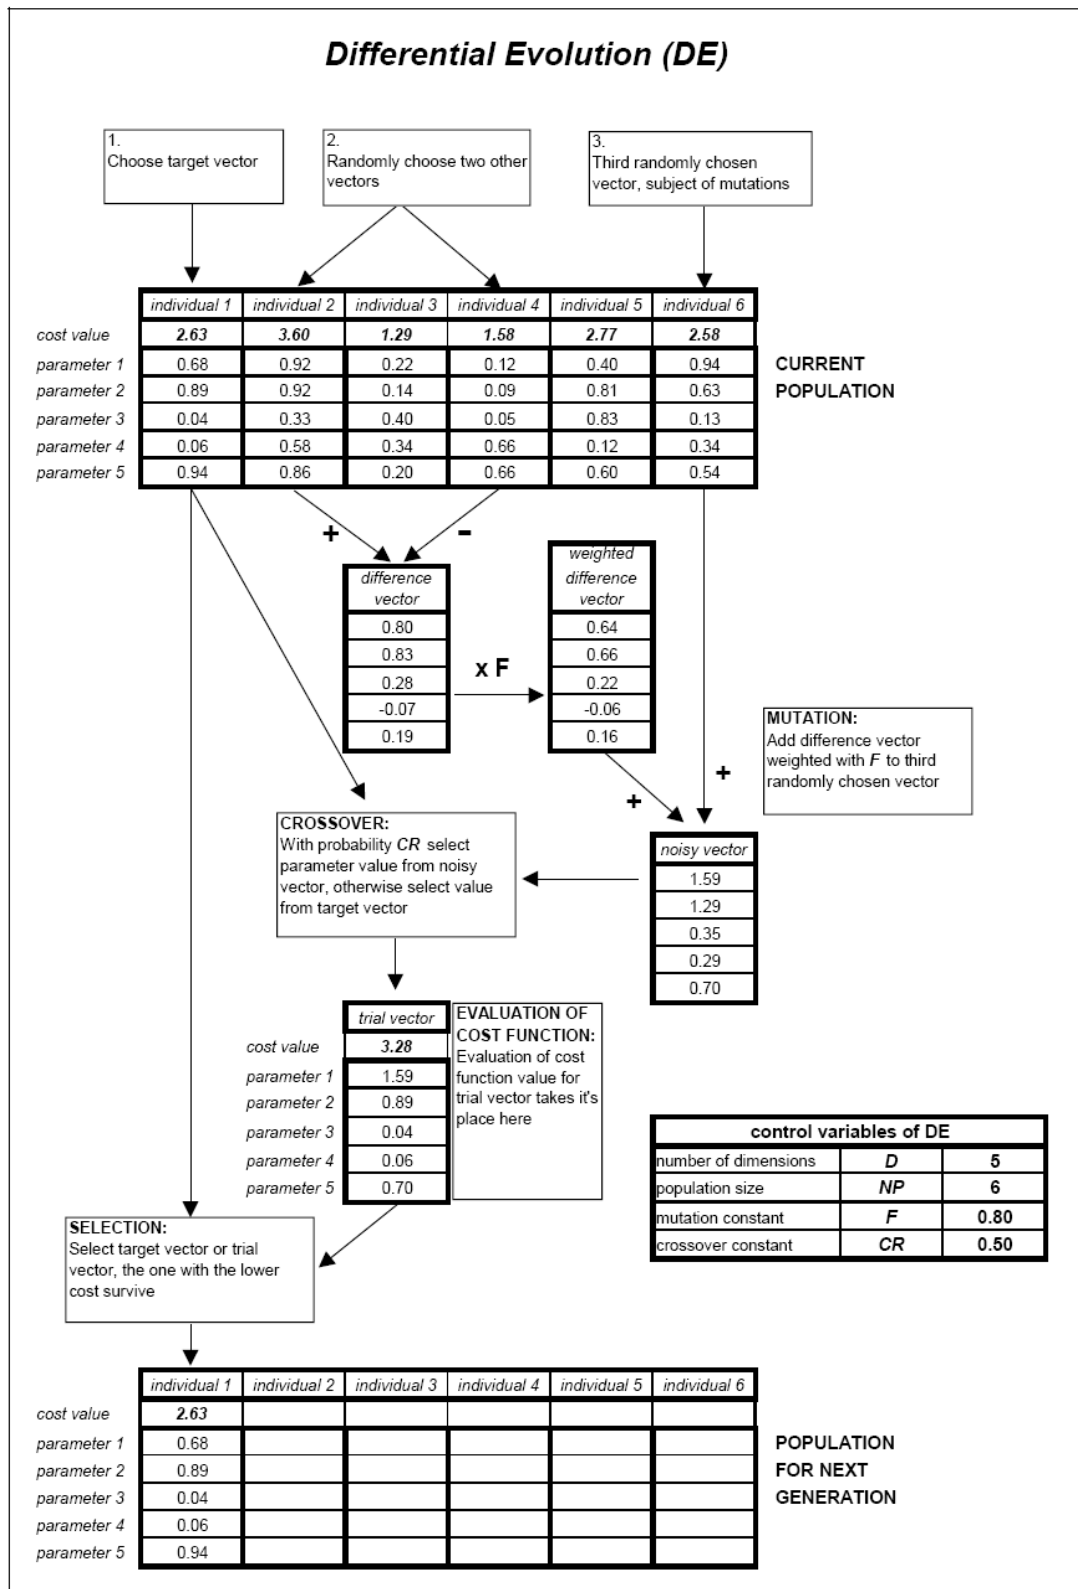 Differential Evolution (DE)
1.
Choose target vector
2.
Randomly choose two other
vectors
3.
Third randomly chosen
vector, subject of mutations
individual 1 individual 2 individual 3 individual 4 individual 5 individual 6
cost value 2.63 3.60 1.29 1.58 2.77 2.58
parameter 1 0.68 0.92 0.22 0.12 0.40 0.94 CURRENT
parameter 2 0.89 0.92 0.14 0.09 0.81 0.63 POPULATION
parameter 3 0.04 0.33 0.40 0.05 0.83 0.13
parameter 4 0.06 0.58 0.34 0.66 0.12 0.34
parameter 5 0.94 0.86 0.20 0.66 0.60 0.54
+ -
difference
vector
0.80
0.83
0.28
-0.07
0.19
x F
weighted
difference
vector
0.64
0.66
0.22
-0.06
0.16
+ +
MUTATION:
Add difference vector
weighted with F to third
randomly chosen vector
CROSSOVER:
With probability CR select
parameter value from noisy
vector, otherwise select value
from target vector
noisy vector
1.59
1.29
0.35
0.29
0.70
trial vector
cost value 3.28
parameter 1 1.59
parameter 2 0.89
parameter 3 0.04
parameter 4 0.06
parameter 5 0.70
EVALUATION OF
COST FUNCTION:
Evaluation of cost
function value for
trial vector takes it's
place here
control variables of DE
number of dimensions D 5
population size NP 6
mutation constant F 0.80
crossover constant CR 0.50
SELECTION:
Select target vector or trial
vector, the one with the lower
cost survive
individual 1 individual 2 individual 3 individual 4 individual 5 individual 6
cost value 2.63
parameter 1 0.68 POPULATION
parameter 2 0.89 FOR NEXT
parameter 3 0.04 GENERATION
parameter 4 0.06
parameter 5 0.94